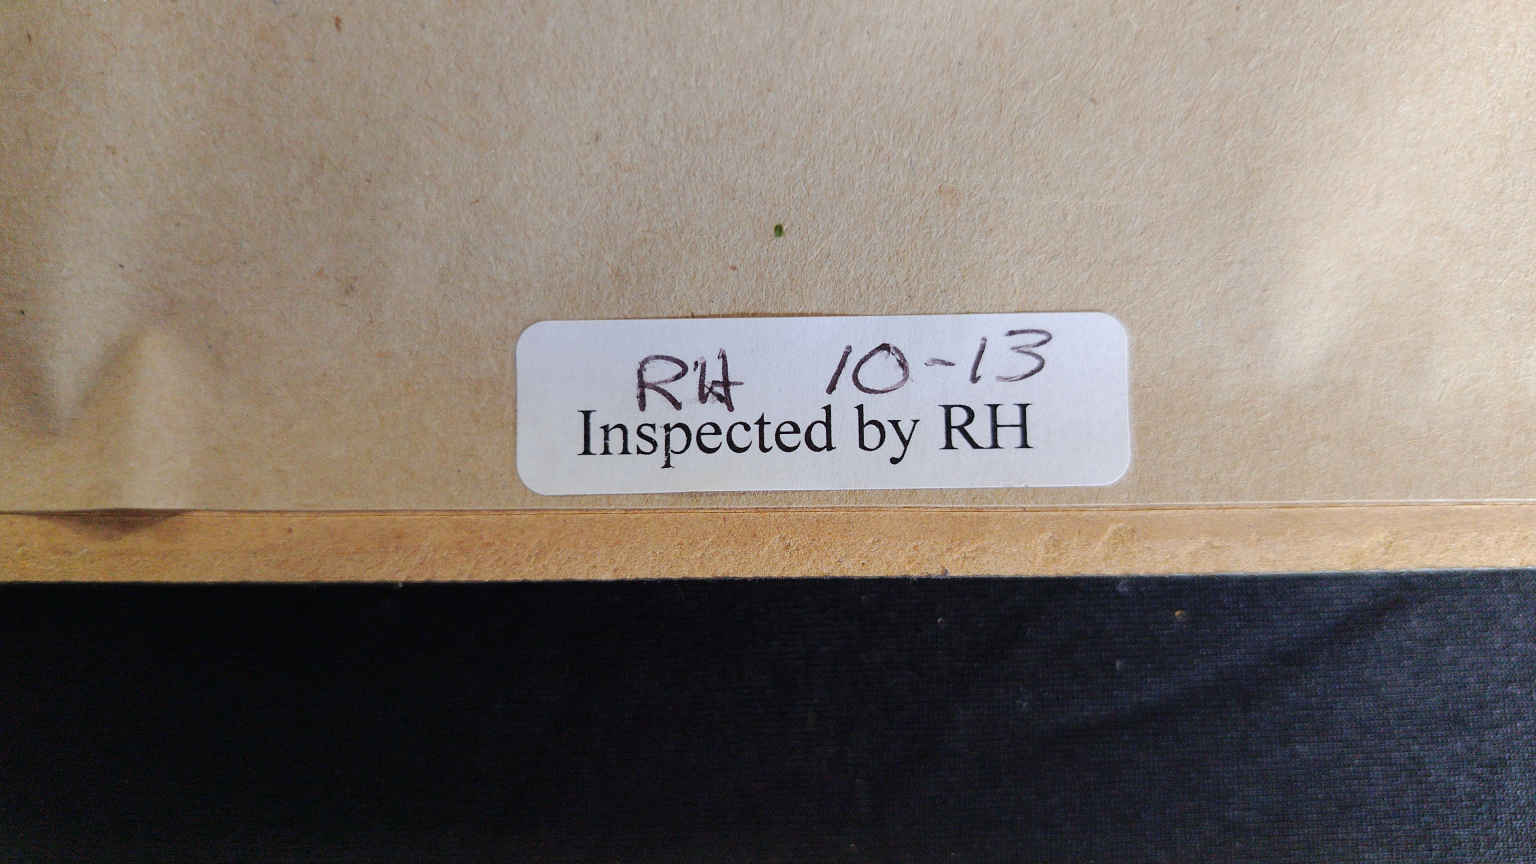 RH 10-13
Inspected by RH